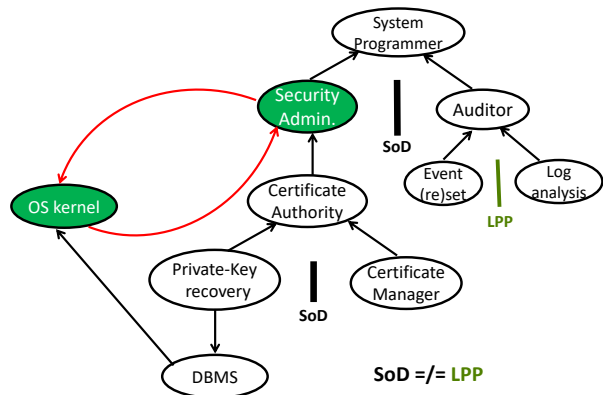 System
Programmer
Security
Admin.
SoD
Auditor
Event
(re)set
LPP
Log
analysis
OS kernel
Certificate
Authority
Private-Key
recovery
SoD
Certificate
Manager
DBMS
SoD =/= LPP